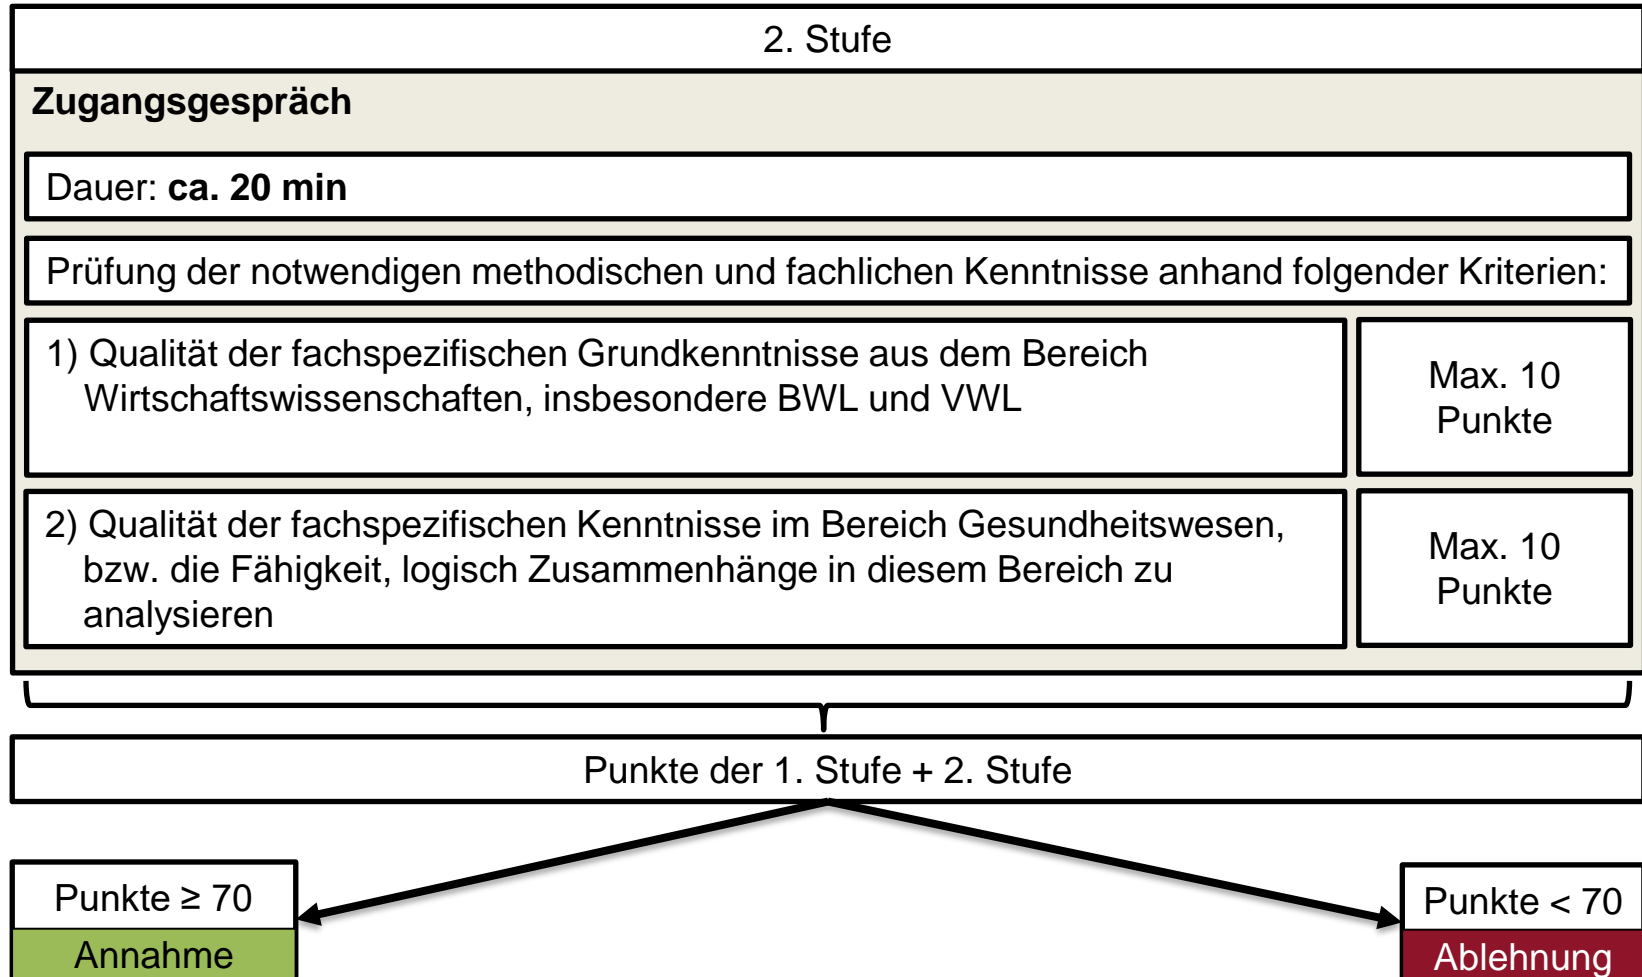 2. Stufe
Zugangsgespräch
Dauer: ca. 20 min
Prüfung der notwendigen methodischen und fachlichen Kenntnisse anhand folgender Kriterien:
1) Qualität der fachspezifischen Grundkenntnisse aus dem Bereich
Wirtschaftswissenschaften, insbesondere BWL und VWL
Max. 10
Punkte
2) Qualität der fachspezifischen Kenntnisse im Bereich Gesundheitswesen,
bzw. die Fähigkeit, logisch Zusammenhänge in diesem Bereich zu
analysieren
Max. 10
Punkte
Punkte der 1. Stufe + 2. Stufe
Punkte ≥ 70
Annahme
Punkte < 70
Ablehnung